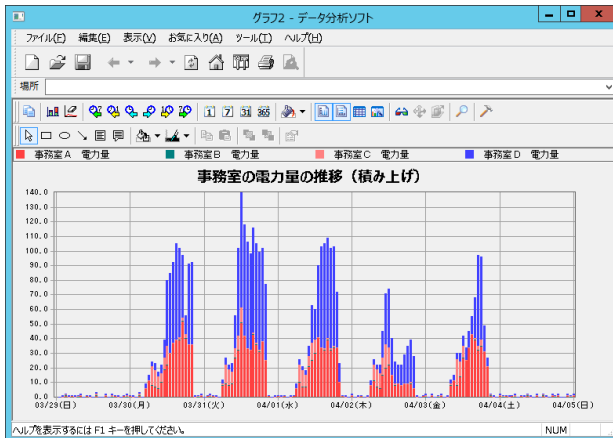 グラフ2 - データ分析ソフト
ファイル(F) 編集(E) 表示(V) お気に入り(A) ツール(T) ヘルプ(H)
場所
1 7 31 365
事務室A 電力量 事務室B 電力量 事務室C 電力量 事務室D 電力量
事務室の電力量の推移（積み上げ）
140.0
130.0
120.0
110.0
100.0
90.0
80.0
70.0
60.0
50.0
40.0
30.0
20.0
10.0
0.0
03/29(日) 03/30(月) 03/31(火) 04/01(水) 04/02(木) 04/03(金) 04/04(土) 04/05(日)
ヘルプを表示するには F1 キーを押してください。 NUM